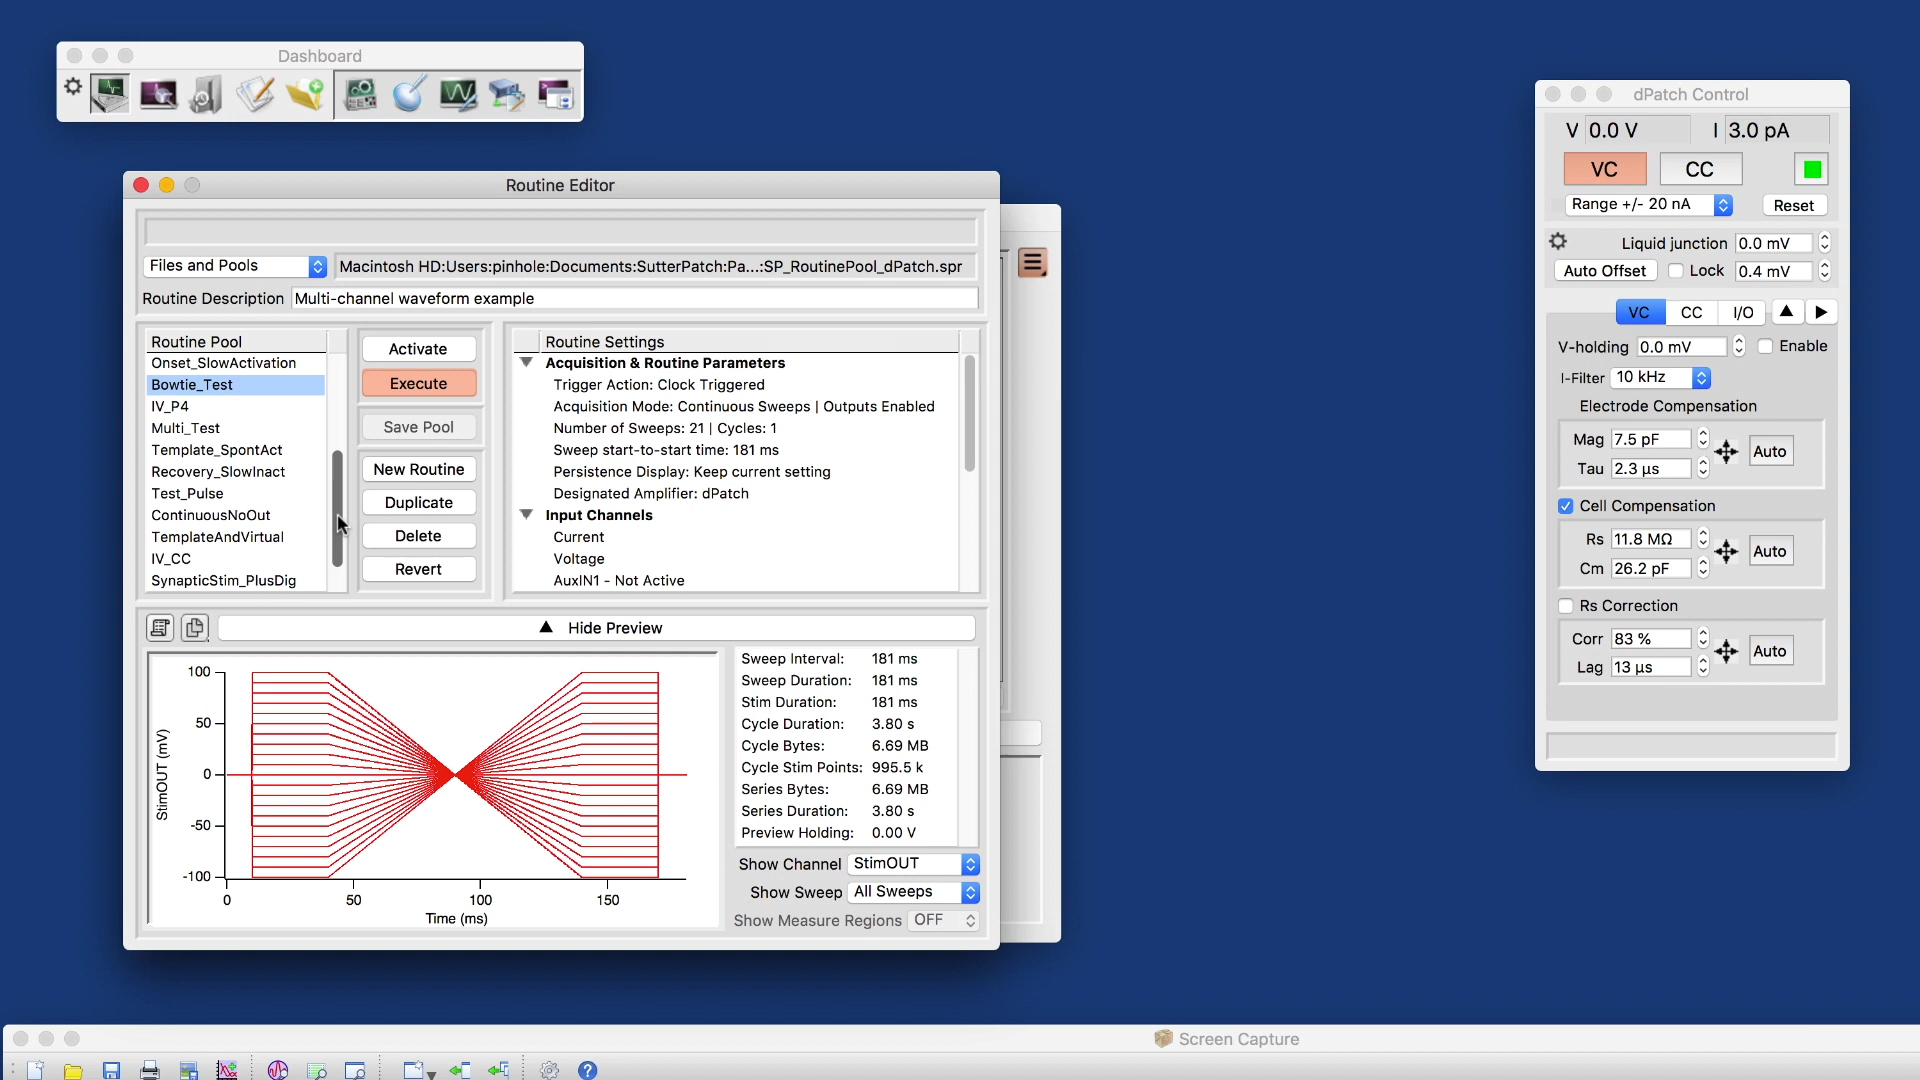 Dashboard
Routine Editor
Files and Pools
Macintosh HD:Users:pinhole:Documents:SutterPatch:Pa...:SP_RoutinePool_dPatch.spr
Routine Description Multi-channel waveform example
Routine Pool
Onset_SlowActivation
Bowtie_Test
IV_P4
Multi_Test
Template_SpontAct
Recovery_SlowInact
Test_Pulse
ContinuousNoOut
TemplateAndVirtual
IV_CC
SynapticStim_PlusDig
Activate
Execute
Save Pool
New Routine
Duplicate
Delete
Revert
Routine Settings
Acquisition & Routine Parameters
Trigger Action: Clock Triggered
Acquisition Mode: Continuous Sweeps | Outputs Enabled
Number of Sweeps: 21 | Cycles: 1
Sweep start-to-start time: 181 ms
Persistence Display: Keep current setting
Designated Amplifier: dPatch
Input Channels
Current
Voltage
AuxIN1 - Not Active
Hide Preview
StimOUT (mV)
100
50
0
-50
-100
0 50 100 150
Time (ms)
Sweep Interval: 181 ms
Sweep Duration: 181 ms
Stim Duration: 181 ms
Cycle Duration: 3.80 s
Cycle Bytes: 6.69 MB
Cycle Stim Points: 995.5 k
Series Bytes: 6.69 MB
Series Duration: 3.80 s
Preview Holding: 0.00 V
Show Channel StimOUT
Show Sweep All Sweeps
Show Measure Regions OFF
dPatch Control
V 0.0 V I 3.0 pA
VC CC
Range +/- 20 nA Reset
Liquid junction 0.0 mV
Auto Offset Lock 0.4 mV
VC CC I/O
V-holding 0.0 mV Enable
I-Filter 10 kHz
Electrode Compensation
Mag 7.5 pF
Auto
Tau 2.3 µs
Cell Compensation
Rs 11.8 MΩ
Auto
Cm 26.2 pF
Rs Correction
Corr 83 %
Auto
Lag 13 µs
Screen Capture